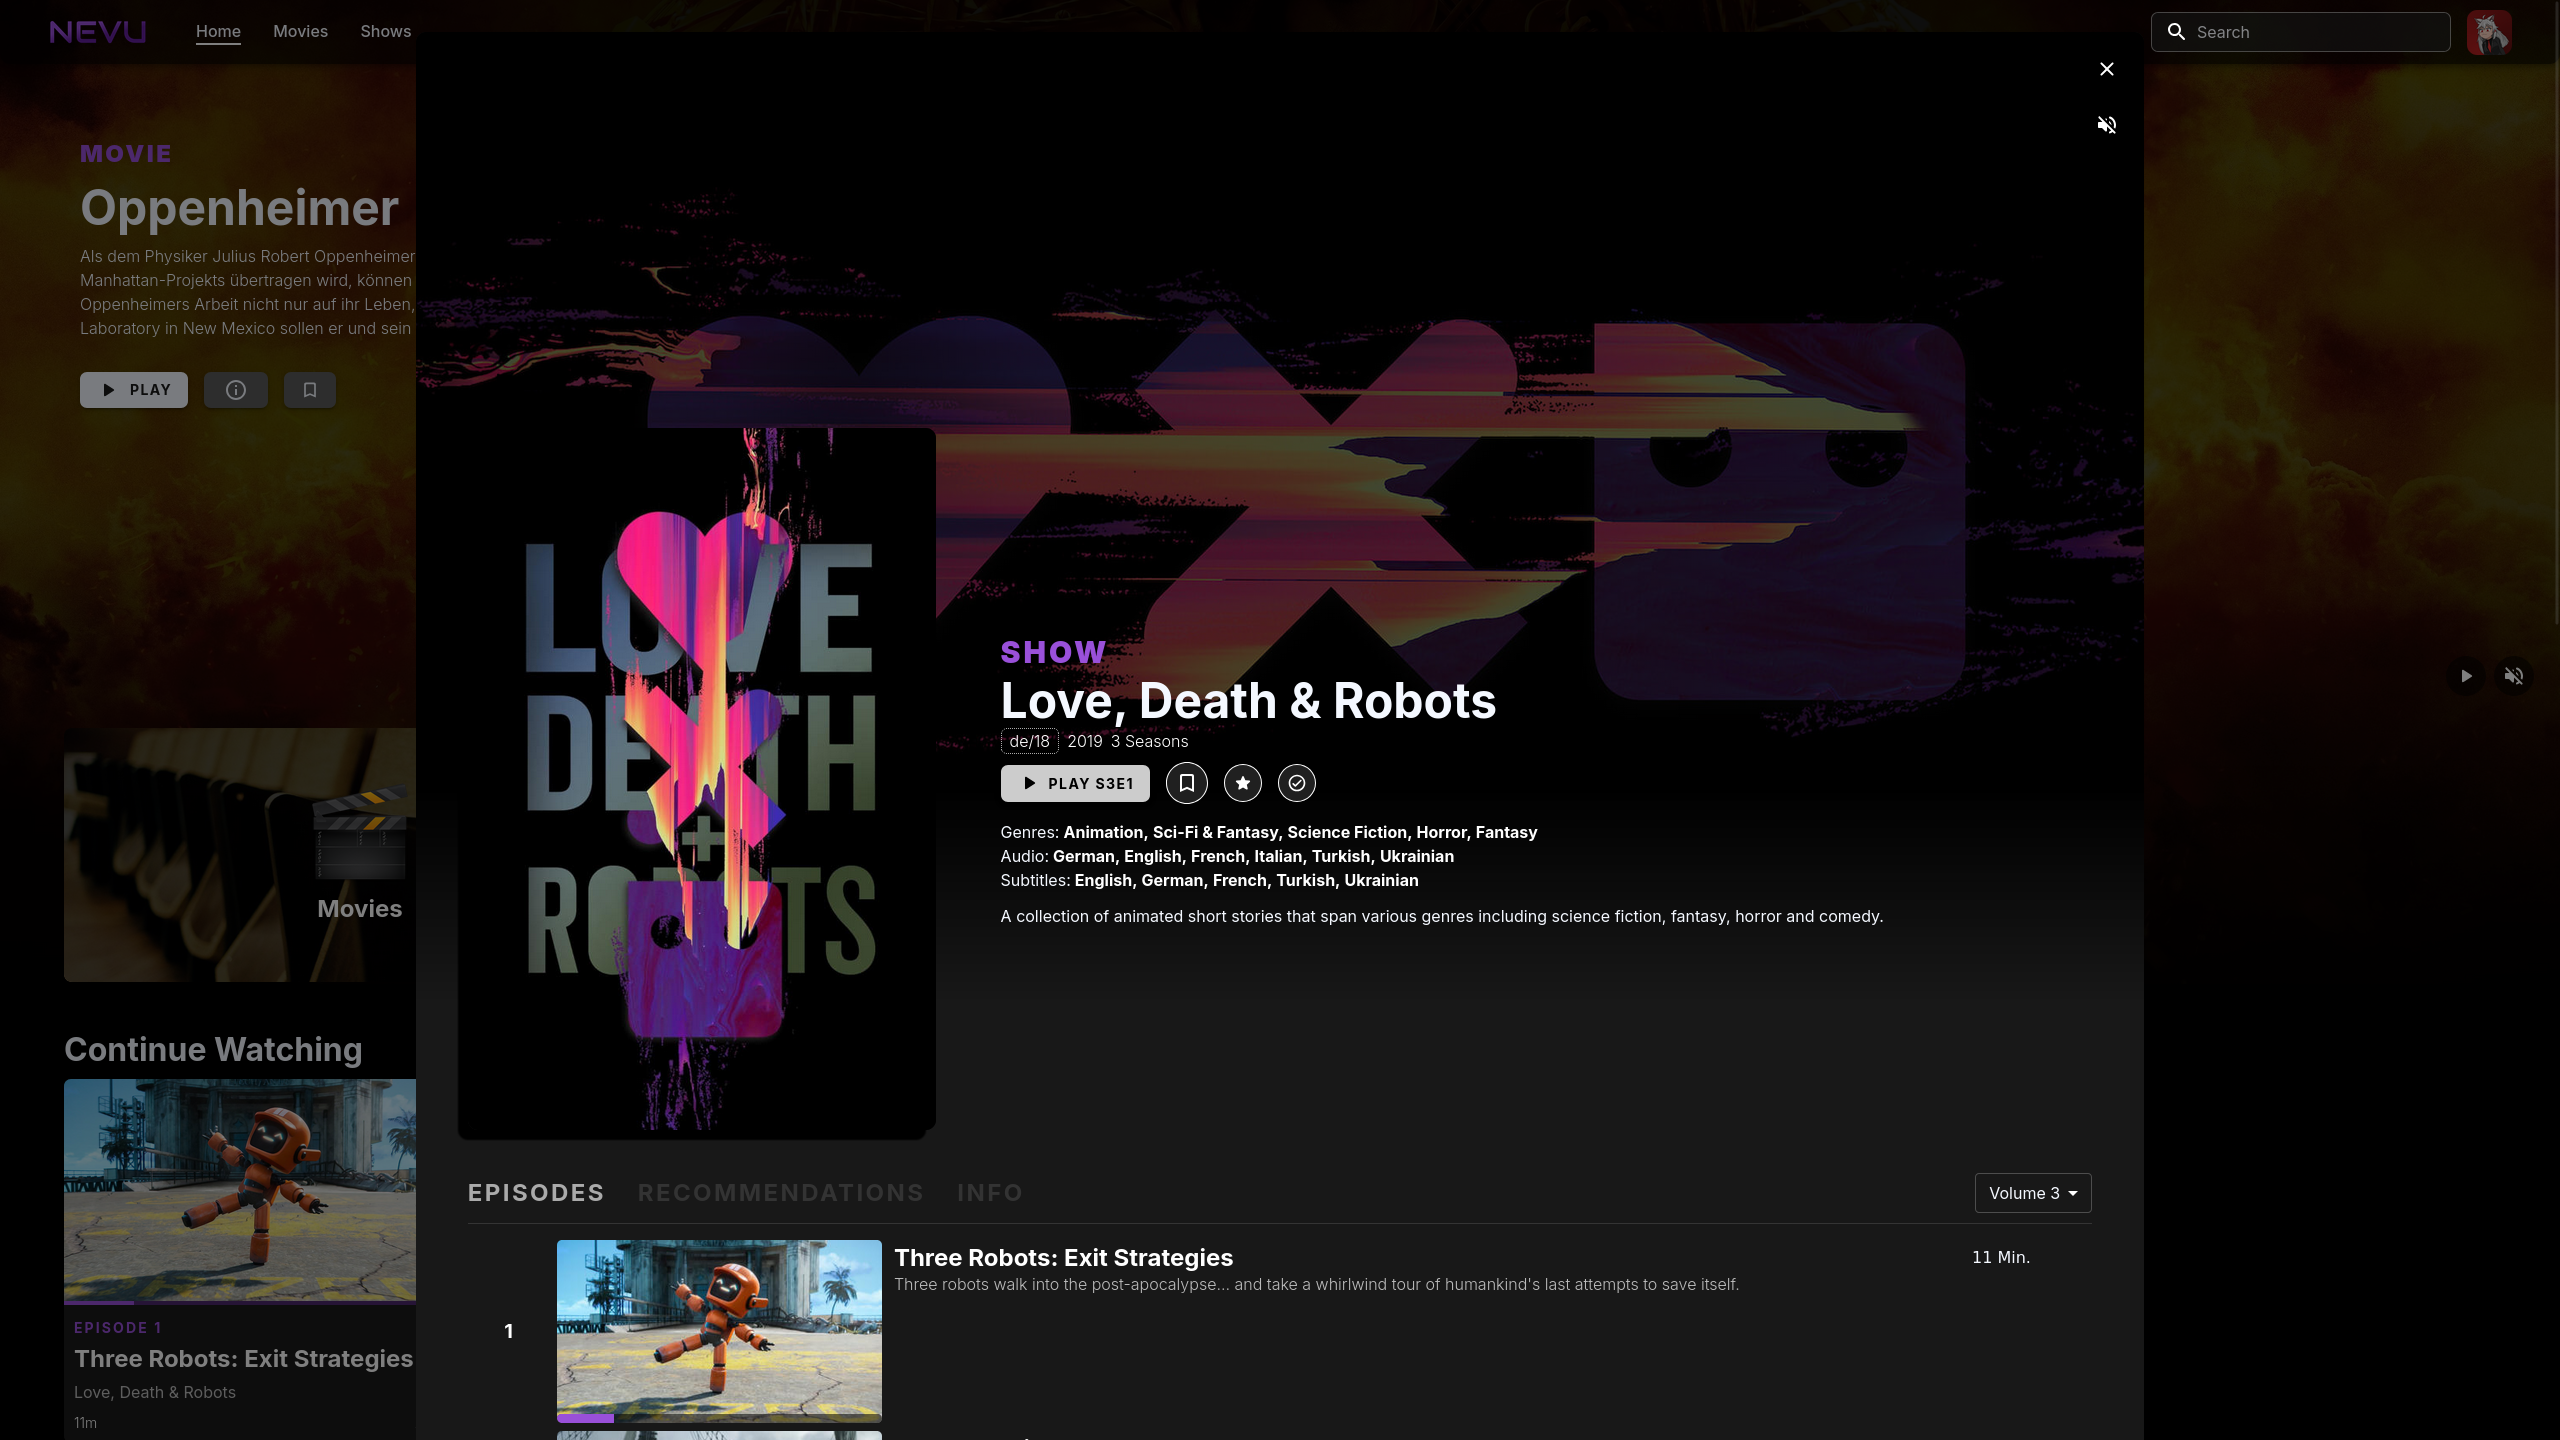 NEVU
Home
Movies
Shows
Search
MOVIE
Oppenheimer
Als dem Physiker Julius Robert Oppenheimer
Manhattan-Projekts übertragen wird, können
Oppenheimers Arbeit nicht nur auf ihr Leben,
Laboratory in New Mexico sollen er und sein
PLAY
Movies
Continue Watching
EPISODE 1
Three Robots: Exit Strategies
Love, Death & Robots
11m
LOVE
DEATH
+
ROBOTS
SHOW
Love, Death & Robots
de/18 2019 3 Seasons
PLAY S3E1
Genres: Animation, Sci-Fi & Fantasy, Science Fiction, Horror, Fantasy
Audio: German, English, French, Italian, Turkish, Ukrainian
Subtitles: English, German, French, Turkish, Ukrainian
A collection of animated short stories that span various genres including science fiction, fantasy, horror and comedy.
EPISODES
RECOMMENDATIONS
INFO
Volume 3
1
Three Robots: Exit Strategies
11 Min.
Three robots walk into the post-apocalypse... and take a whirlwind tour of humankind's last attempts to save itself.